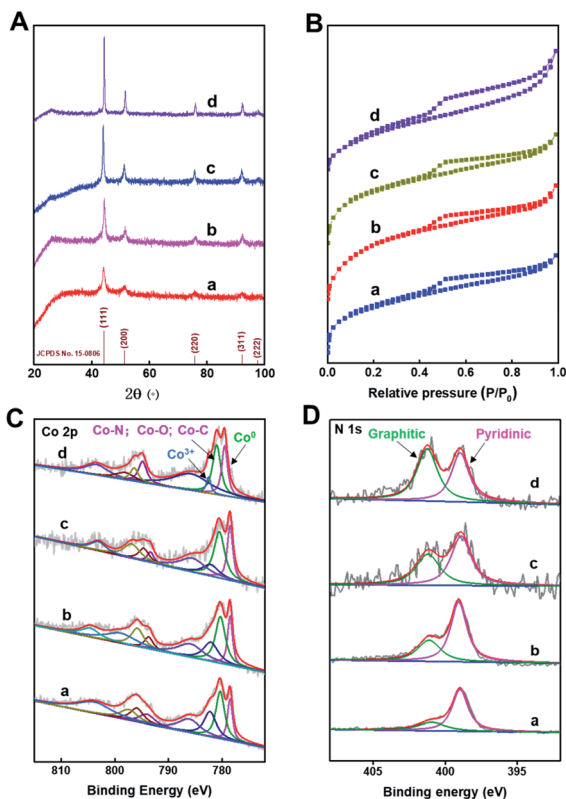 A
d
c
b
a
(111)
(200)
(220)
(311)
(222)
JCPDS No. 15-0806
20 40 60 80 100
2θ (°)
B
d
c
b
a
0.0 0.2 0.4 0.6 0.8 1.0
Relative pressure (P/P0)
C
Co 2p
Co-N ; Co-O; Co-C
Co3+
Co0
d
c
b
a
810 800 790 780
Binding Energy (eV)
D
N 1s
Graphitic
Pyridinic
d
c
b
a
405 400 395
Binding energy (eV)